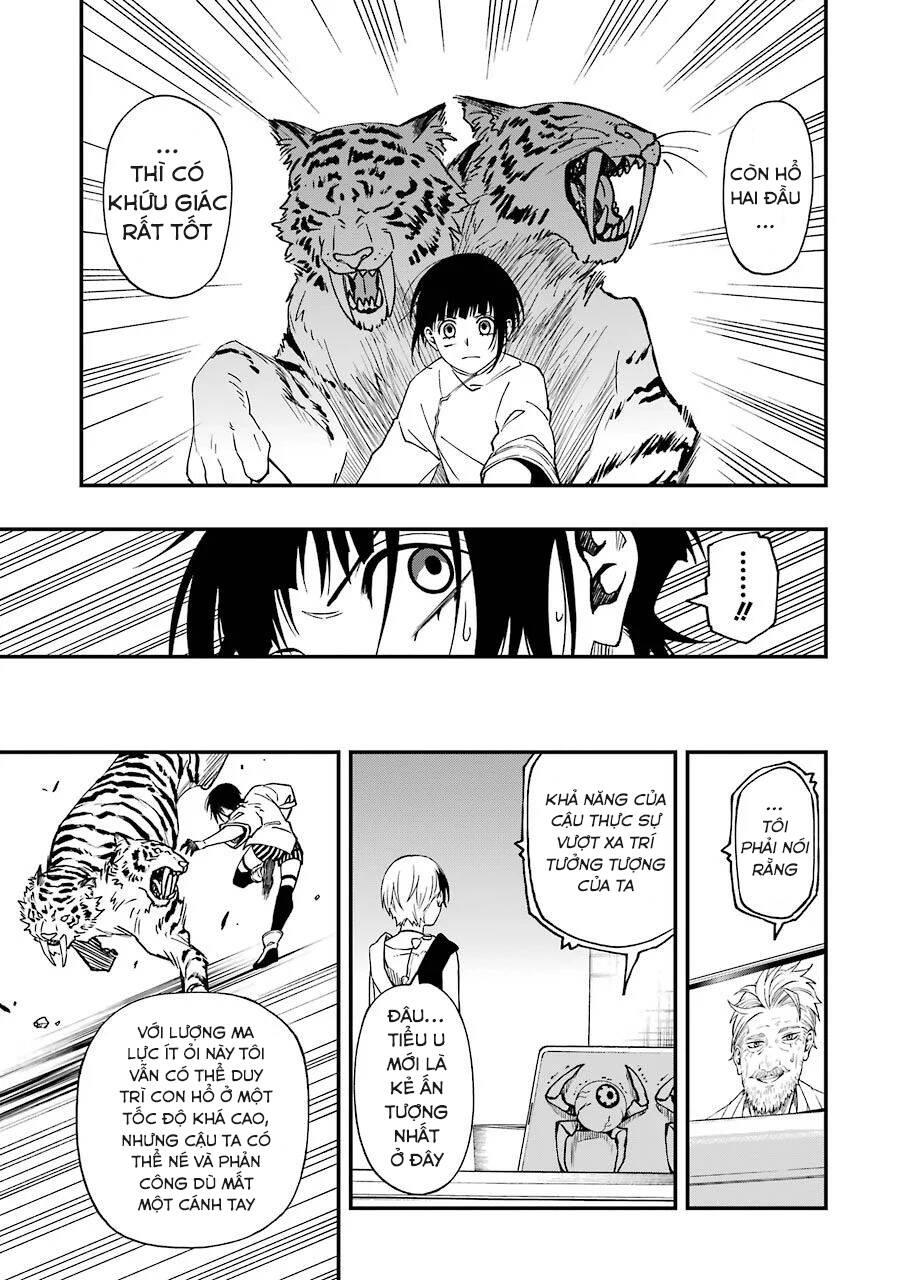 CÒN HỔ
HAI ĐẦU
...
...
THÌ CÓ
KHỨU GIÁC
RẤT TỐT
......!!
...
TÔI
PHẢI NÓI
RẰNG
KHẢ NĂNG CỦA
CẬU THỰC SỰ
VƯỢT XA TRÍ
TƯỞNG TƯỢNG
CỦA TA
ĐÂU...
TIỂU U
MỚI LÀ
KẺ ẤN
TƯỢNG
NHẤT
Ở ĐÂY
VỚI LƯỢNG MA
LỰC ÍT ỎI NÀY TÔI
VẪN CÓ THỂ DUY
TRÌ CON HỔ Ở MỘT
TỐC ĐỘ KHÁ CAO,
NHƯNG CẬU TA CÓ
THỂ NÉ VÀ PHẢN
CÔNG DÙ MẤT
MỘT CÁNH TAY